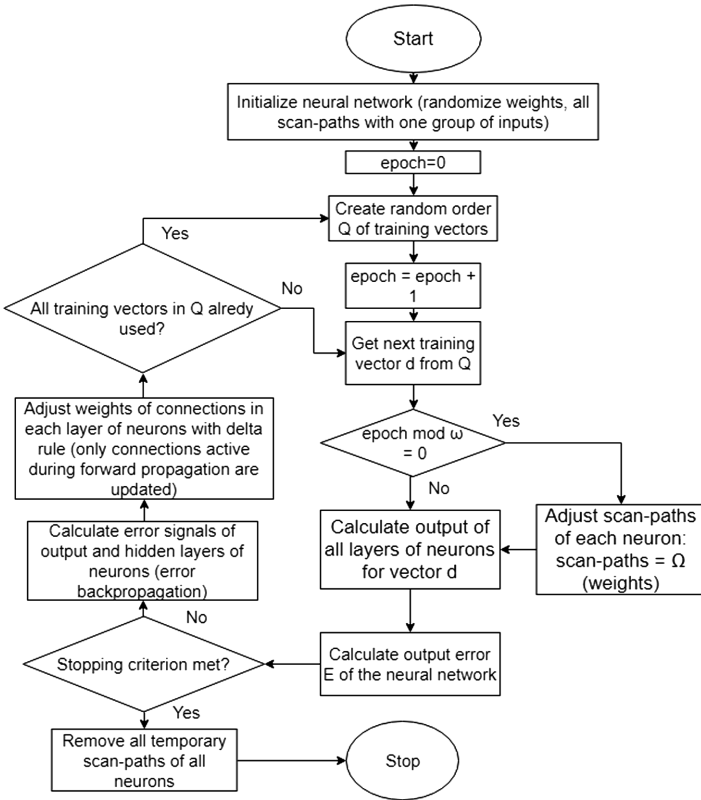 Start
Initialize neural network (randomize weights, all
scan-paths with one group of inputs)
epoch=0
Create random order
Q of training vectors
Yes
epoch = epoch +
1
No
All training vectors in Q alredy
used?
Get next training
vector d from Q
Adjust weights of connections in
each layer of neurons with delta
rule (only connections active
during forward propagation are
updated)
epoch mod ω
= 0
Yes
No
Calculate output of
all layers of neurons
for vector d
Adjust scan-paths
of each neuron:
scan-paths = Ω
(weights)
Calculate error signals of
output and hidden layers of
neurons (error
backpropagation)
No
Stopping criterion met?
Calculate output error
E of the neural network
Yes
Remove all temporary
scan-paths of all
neurons
Stop